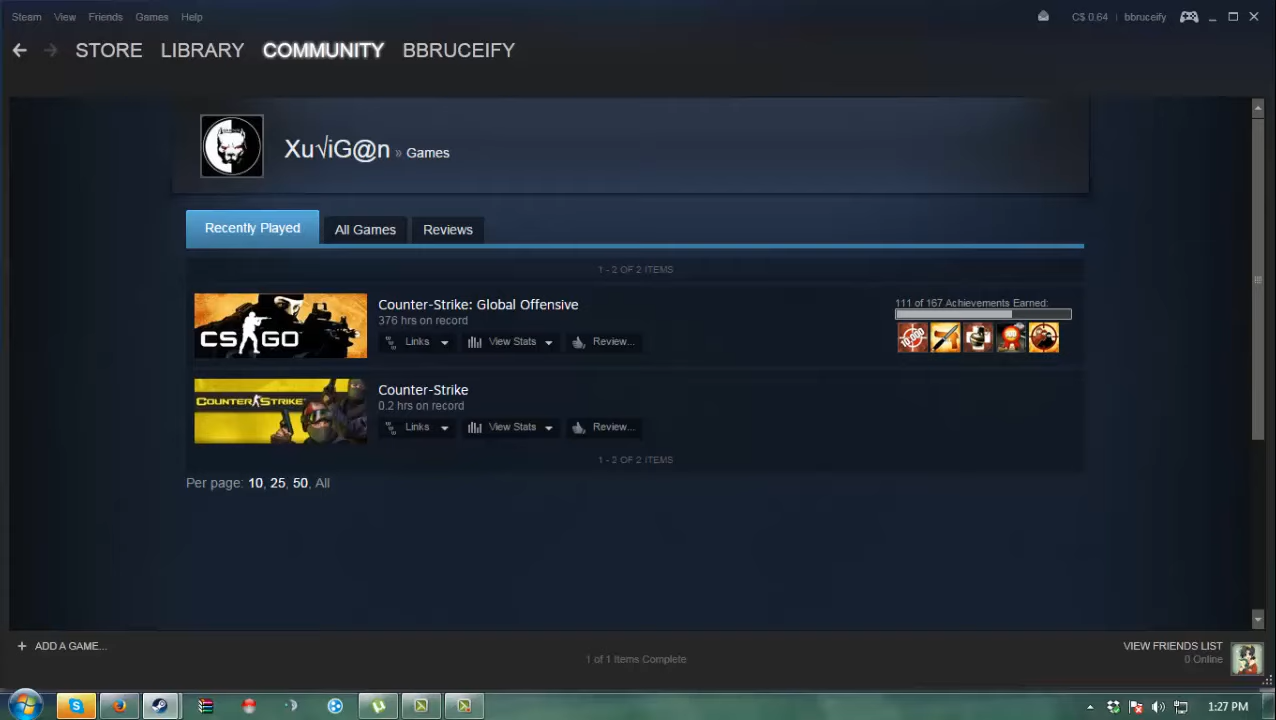 Steam View Friends Games Help C$ 0.64 bbruceify
STORE LIBRARY COMMUNITY BBRUCEIFY
Xu√iG@n » Games
Recently Played All Games Reviews
1 - 2 OF 2 ITEMS
Counter-Strike: Global Offensive
111 of 167 Achievements Earned:
376 hrs on record
CS GO
Links View Stats Review...
Counter-Strike
COUNTER STRIKE
0.2 hrs on record
Links View Stats Review...
1 - 2 OF 2 ITEMS
Per page: 10, 25, 50, All
+ ADD A GAME...
VIEW FRIENDS LIST
1 of 1 Items Complete
0 Online
1:27 PM